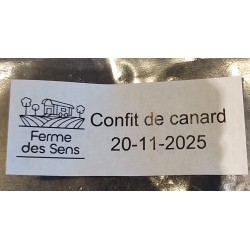 Ferme
des Sens
Confit de canard
20-11-2025